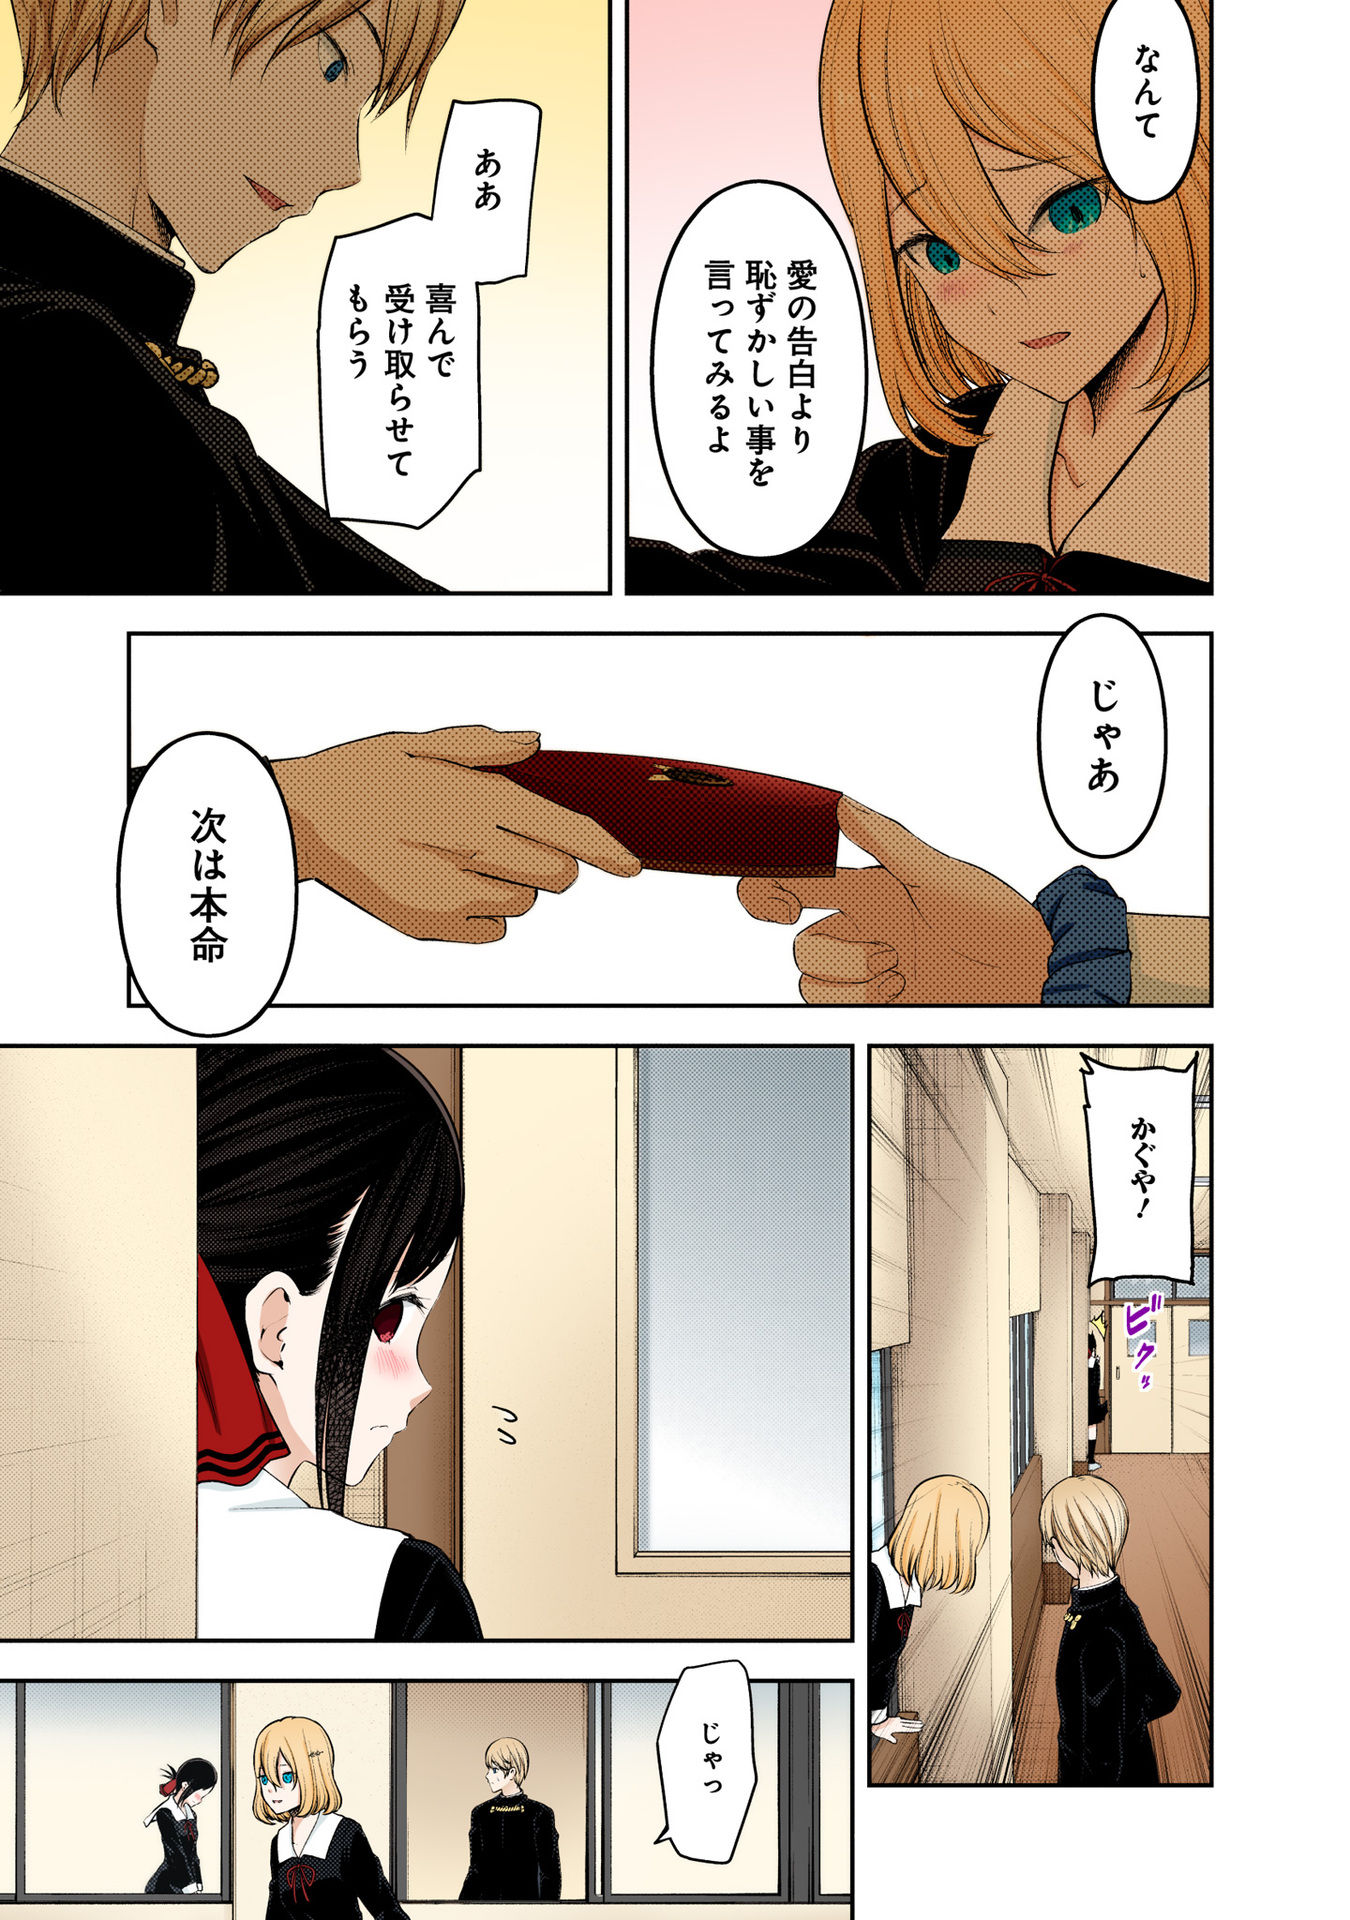 なんて
愛の告白より
恥ずかしい事を
言ってみるよ
ああ
喜んで
受け取らせて
もらう
じゃあ
次は本命
かぐや!
ビクッ
じゃっ